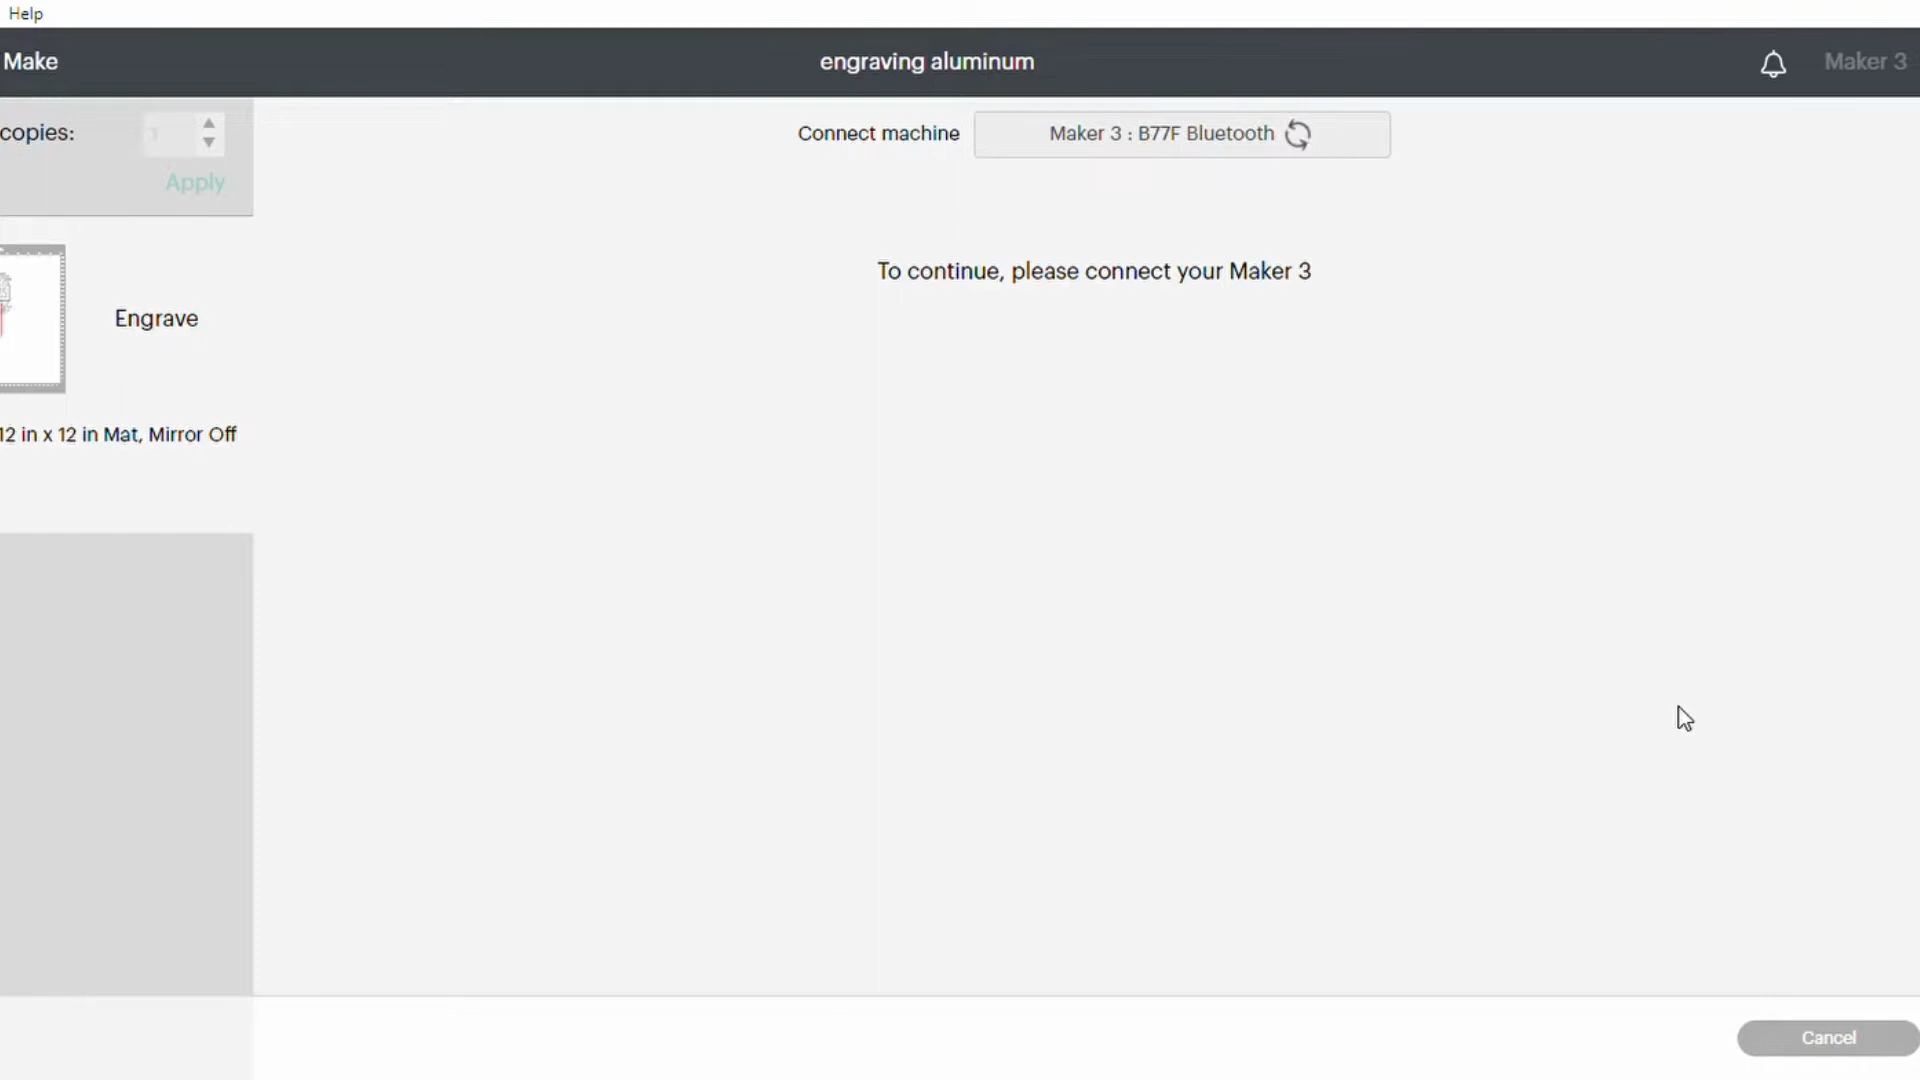 Help
Make
engraving aluminum
Maker 3
copies:
1
Apply
Connect machine
Maker 3 : B77F Bluetooth
To continue, please connect your Maker 3
Engrave
12 in x 12 in Mat, Mirror Off
Cancel